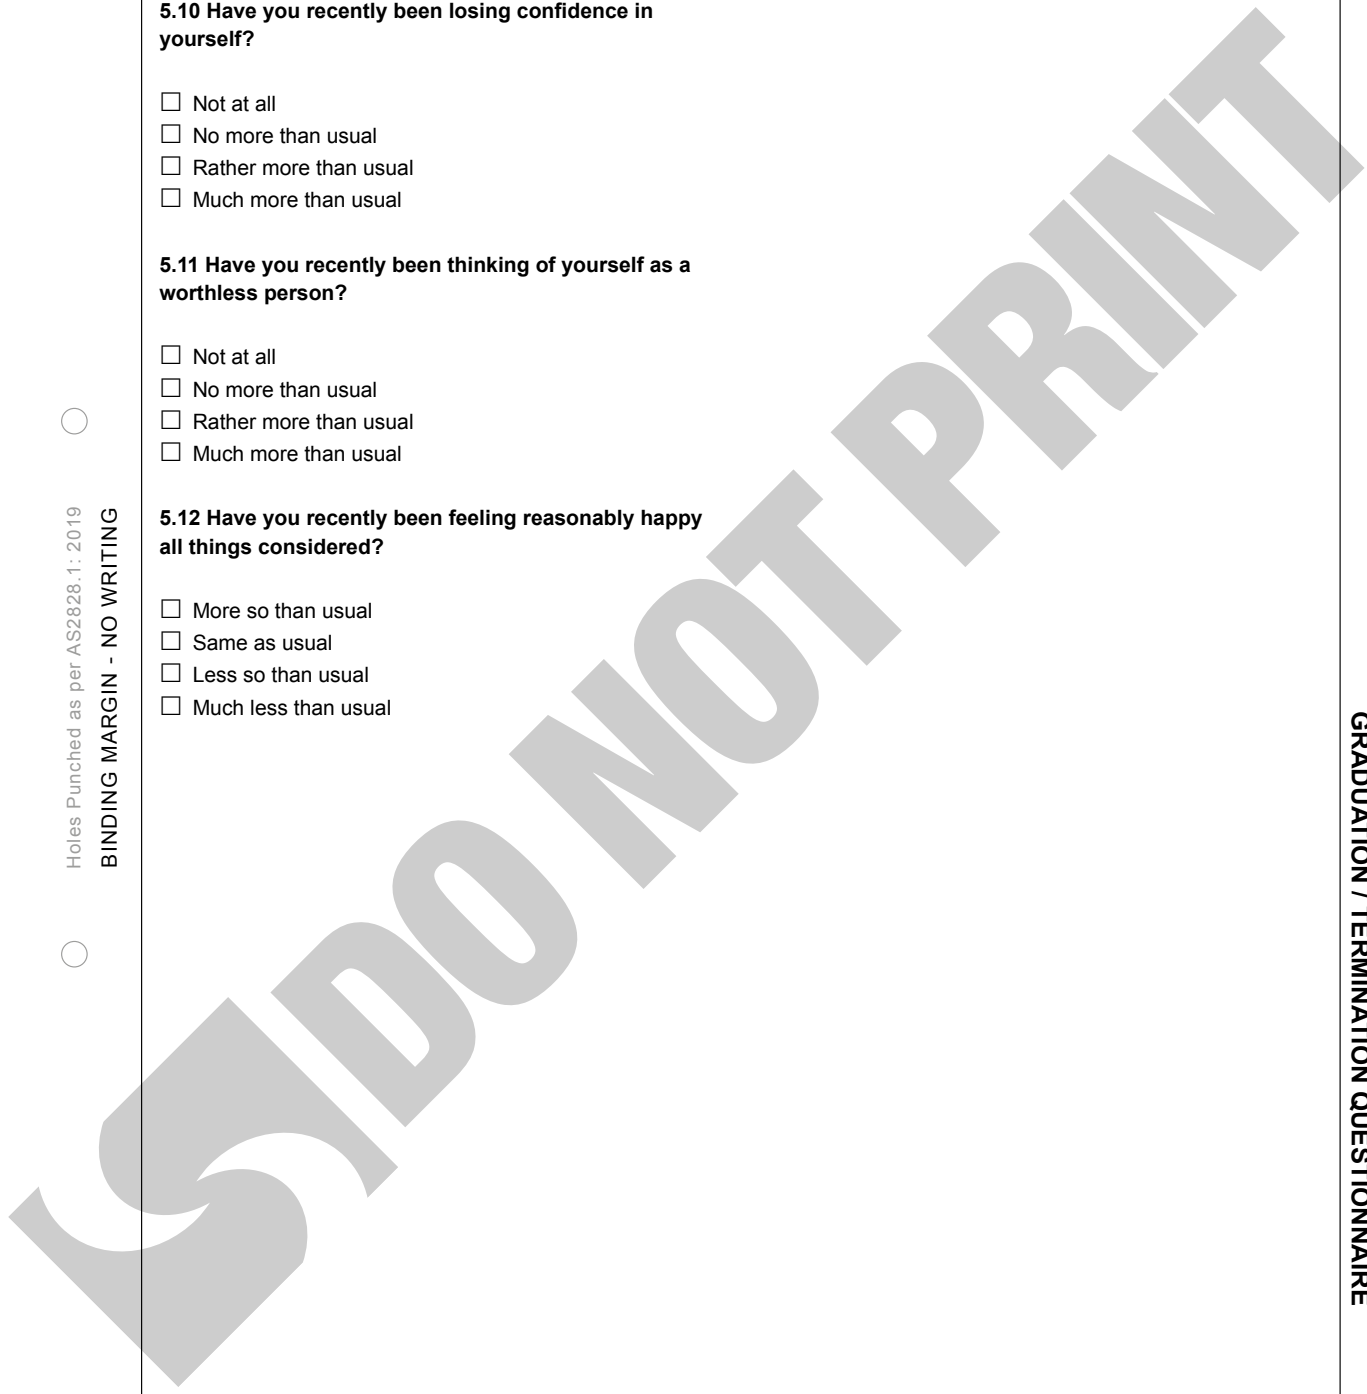 5.10 Have you recently been losing confidence in
yourself?
☐ Not at all
☐ No more than usual
☐ Rather more than usual
☐ Much more than usual
5.11 Have you recently been thinking of yourself as a
worthless person?
☐ Not at all
☐ No more than usual
☐ Rather more than usual
☐ Much more than usual
5.12 Have you recently been feeling reasonably happy
all things considered?
☐ More so than usual
☐ Same as usual
☐ Less so than usual
☐ Much less than usual
Holes Punched as per AS2828.1: 2019
BINDING MARGIN - NO WRITING
GRADUATION / TERMINATION QUESTIONNAIRE
DO NOT PRINT